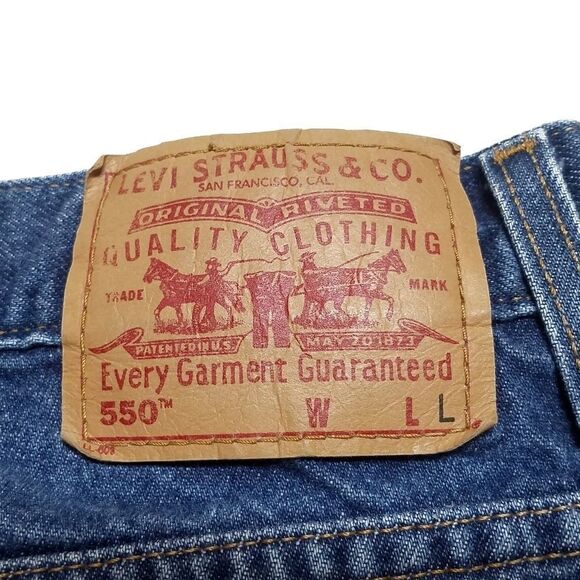 LEVI STRAUSS & CO.
SAN FRANCISCO, CAL.
ORIGINAL RIVETED
QUALITY CLOTHING
TRADE MARK
PATENTED IN U.S. MAY 20 1873
Every Garment Guaranteed
550™ W L L